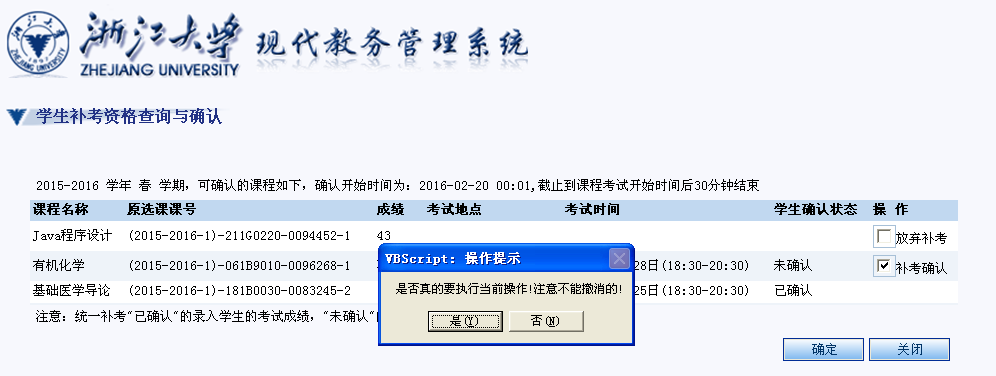 浙江大学 现代教务管理系统
ZHEJIANG UNIVERSITY
学生补考资格查询与确认
2015-2016 学年 春 学期，可确认的课程如下，确认开始时间为：2016-02-20 00:01,截止到课程考试开始时间后30分钟结束
课程名称 原选课课号 成绩 考试地点 考试时间 学生确认状态 操 作
Java程序设计 (2015-2016-1)-211G0220-0094452-1 43 放弃补考
有机化学 (2015-2016-1)-061B9010-0096268-1 28日(18:30-20:30) 未确认 补考确认
基础医学导论 (2015-2016-1)-181B0030-0083245-2 25日(18:30-20:30) 已确认
注意：统一补考"已确认"的录入学生的考试成绩，"未确认"
VBScript: 操作提示
是否真的要执行当前操作!注意不能撤消的!
是(Y) 否(N)
确定 关闭